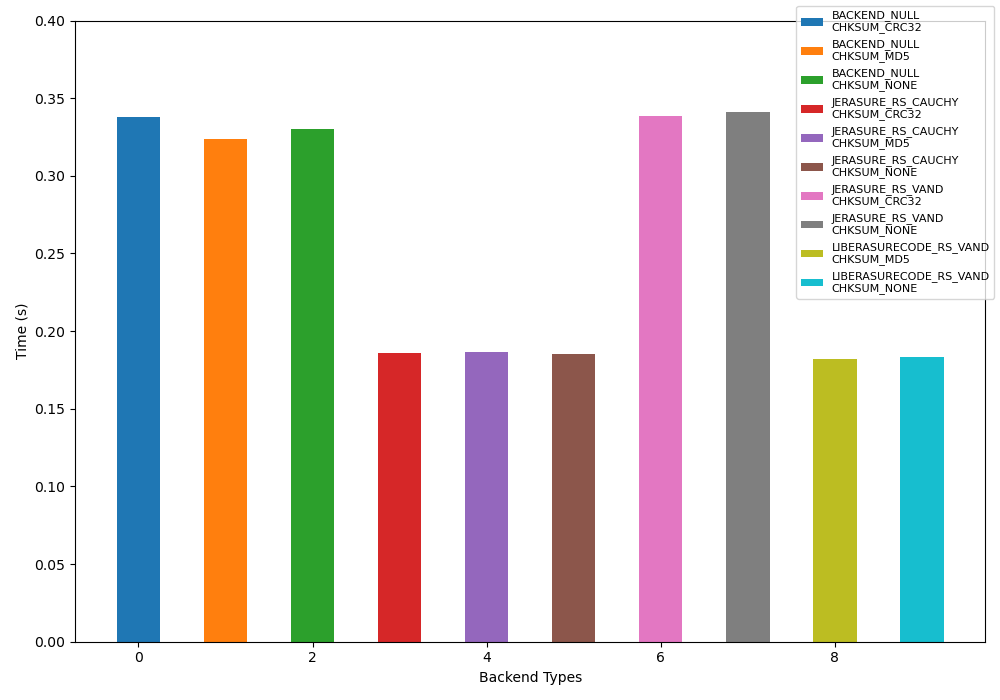 0.40
0.35
0.30
0.25
0.20
0.15
0.10
0.05
0.00
Time (s)
0
2
4
6
8
Backend Types
BACKEND_NULL
CHKSUM_CRC32
BACKEND_NULL
CHKSUM_MD5
BACKEND_NULL
CHKSUM_NONE
JERASURE_RS_CAUCHY
CHKSUM_CRC32
JERASURE_RS_CAUCHY
CHKSUM_MD5
JERASURE_RS_CAUCHY
CHKSUM_NONE
JERASURE_RS_VAND
CHKSUM_CRC32
JERASURE_RS_VAND
CHKSUM_NONE
LIBERASURECODE_RS_VAND
CHKSUM_MD5
LIBERASURECODE_RS_VAND
CHKSUM_NONE